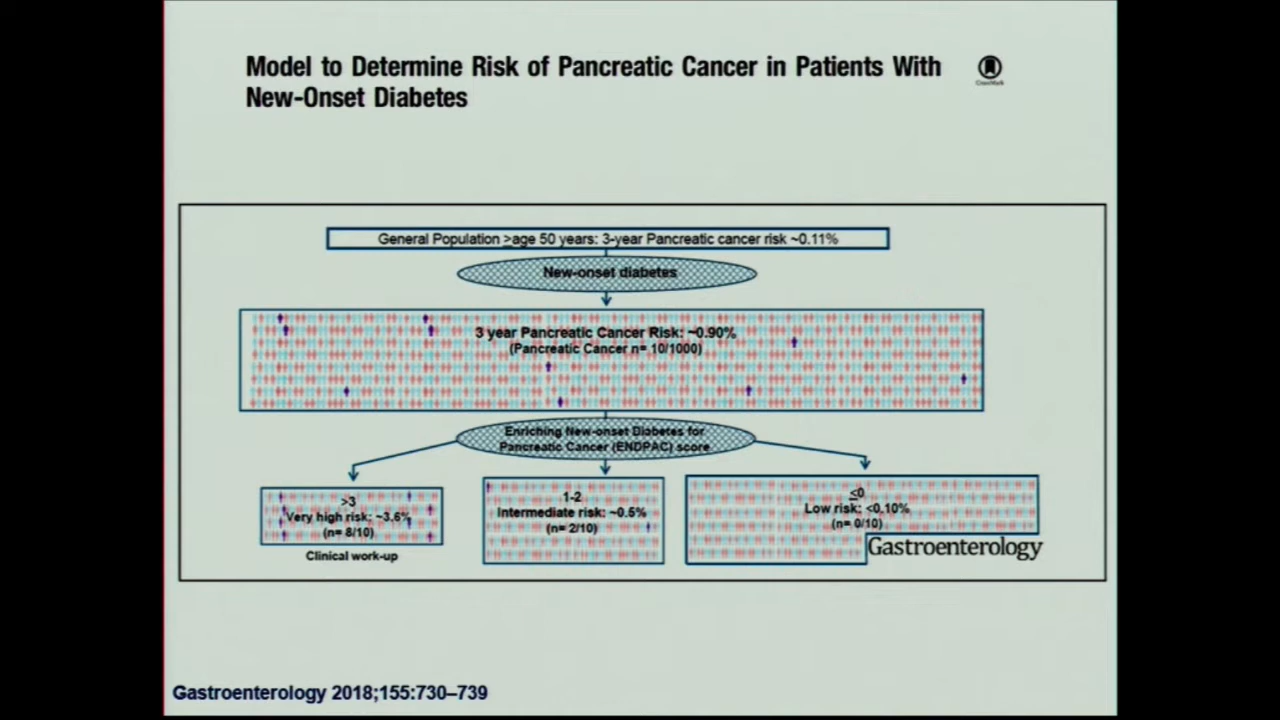 Model to Determine Risk of Pancreatic Cancer in Patients With
New-Onset Diabetes
CrossMark
General Population >age 50 years: 3-year Pancreatic cancer risk ~0.11%
New-onset diabetes
3 year Pancreatic Cancer Risk: ~0.90%
(Pancreatic Cancer n= 10/1000)
Enriching New-onset Diabetes for
Pancreatic Cancer (ENDPAC) score
>3
Very high risk: ~3.6%
(n= 8/10)
Clinical work-up
1-2
Intermediate risk: ~0.5%
(n= 2/10)
≤0
Low risk: <0.10%
(n= 0/10)
Gastroenterology
Gastroenterology 2018;155:730–739